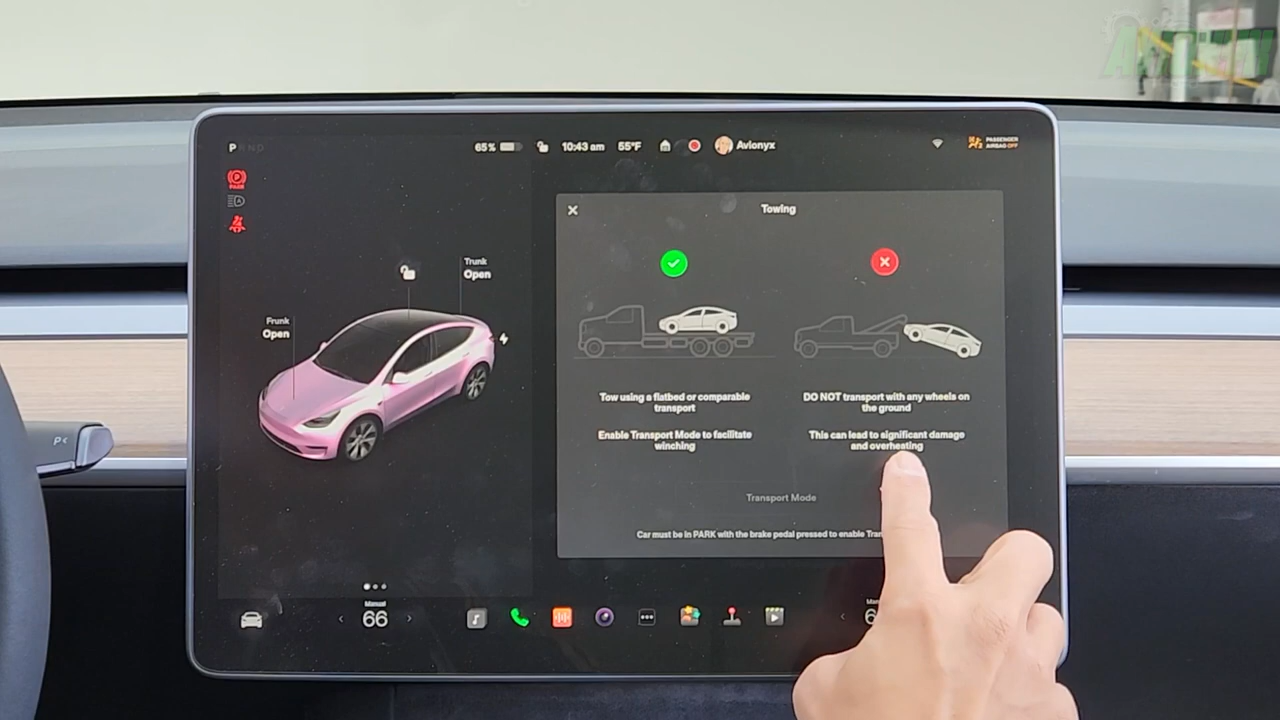 P R N D
65%
10:43 am
55°F
Avionyx
PASSENGER
AIRBAG OFF
PARK
Towing
Trunk
Open
Frunk
Open
Tow using a flatbed or comparable
transport
Enable Transport Mode to facilitate
winching
DO NOT transport with any wheels on
the ground
This can lead to significant damage
and overheating
Transport Mode
Car must be in PARK with the brake pedal pressed to enable
Manual
66
P<